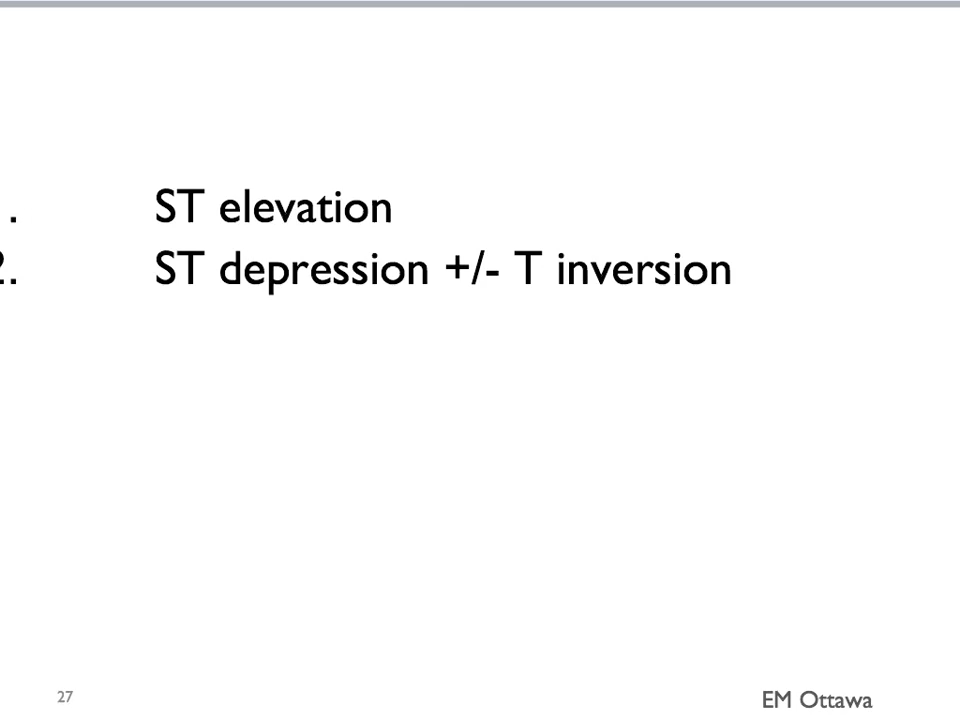 . ST elevation
2. ST depression +/- T inversion
27
EM Ottawa